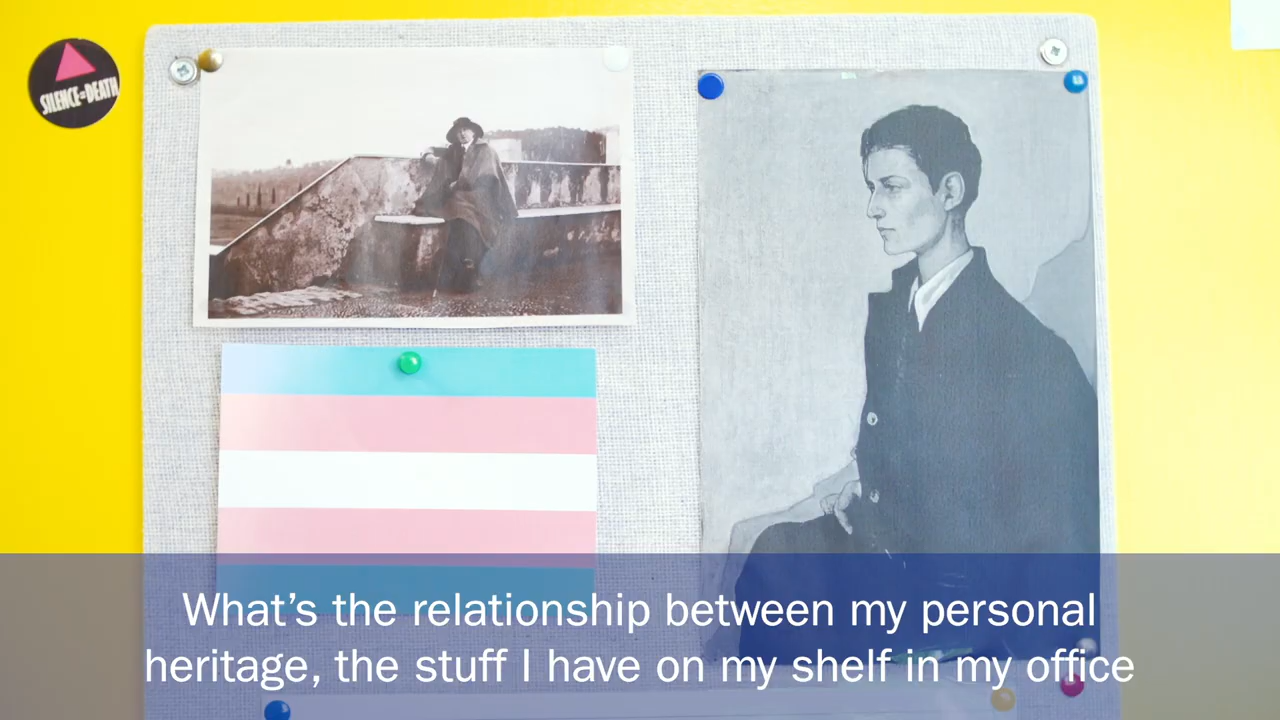 SILENCE=DEATH
What’s the relationship between my personal
heritage, the stuff I have on my shelf in my office